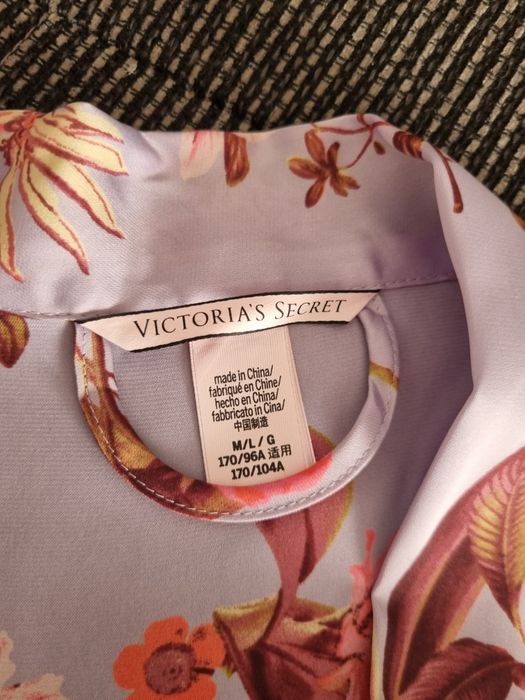 VICTORIA'S SECRET
made in China/
fabriqué en Chine/
hecho en China/
fabbricato in Cina/
中国制造
M/L/G
170/96A 适用
170/104A